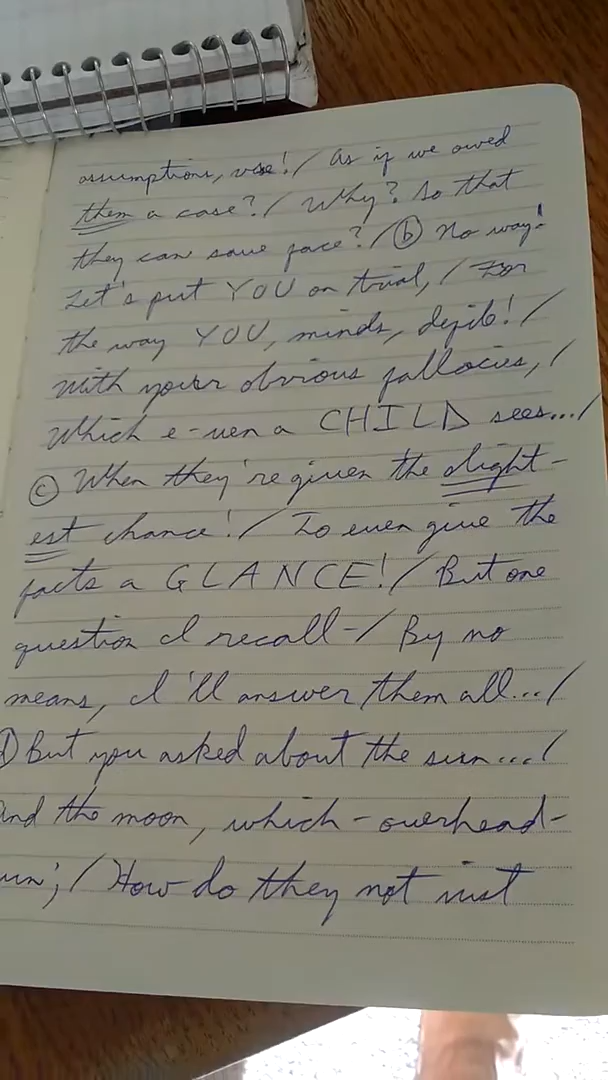 assumptions, use! / As if we owed
them a case? / Why? So that
they can save face? / ⓑ No way!
Let's put YOU on trial, / For
the way YOU, minds, defile! /
With your obvious fallacies, /
Which e-ven a CHILD sees... /
ⓒ When they're given the slight-
est chance! / To even give the
facts a GLANCE! / But one
question I recall - / By no
means, I'll answer them all... /
But you asked about the sun... /
And the moon, which - overhead -
run; / How do they not just